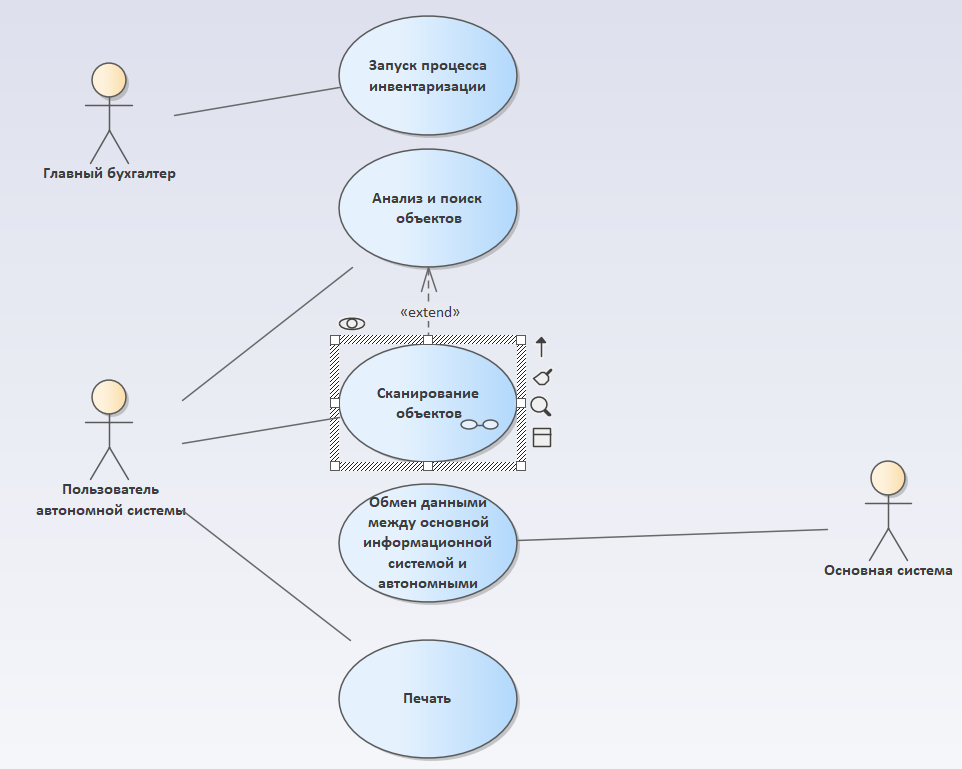 Запуск процесса
инвентаризации
Главный бухгалтер
Анализ и поиск
объектов
«extend»
Сканирование
объектов
Пользователь
автономной системы
Обмен данными
между основной
информационной
системой и
автономными
Основная система
Печать